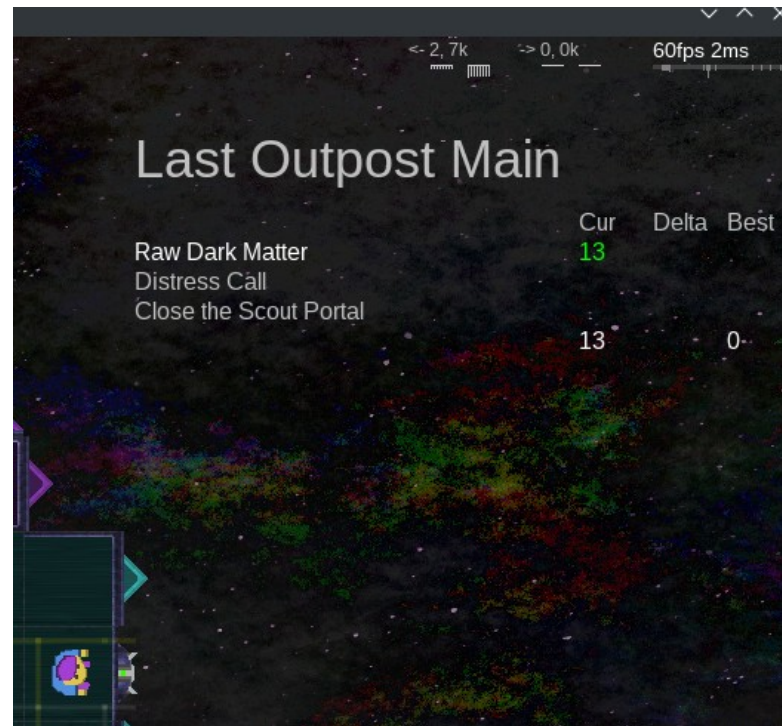 <- 2, 7k -> 0, 0k 60fps 2ms
Last Outpost Main
Cur Delta Best
Raw Dark Matter 13
Distress Call
Close the Scout Portal
13 0